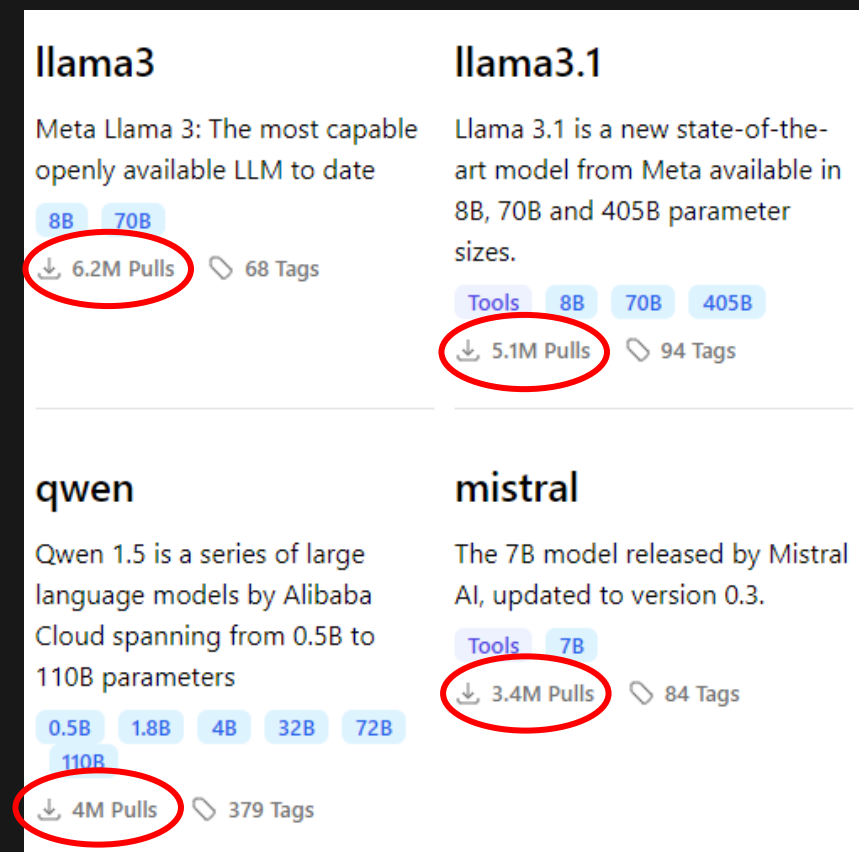 llama3
Meta Llama 3: The most capable
openly available LLM to date
8B 70B
6.2M Pulls 68 Tags
llama3.1
Llama 3.1 is a new state-of-the-
art model from Meta available in
8B, 70B and 405B parameter
sizes.
Tools 8B 70B 405B
5.1M Pulls 94 Tags
qwen
Qwen 1.5 is a series of large
language models by Alibaba
Cloud spanning from 0.5B to
110B parameters
0.5B 1.8B 4B 32B 72B
110B
4M Pulls 379 Tags
mistral
The 7B model released by Mistral
AI, updated to version 0.3.
Tools 7B
3.4M Pulls 84 Tags